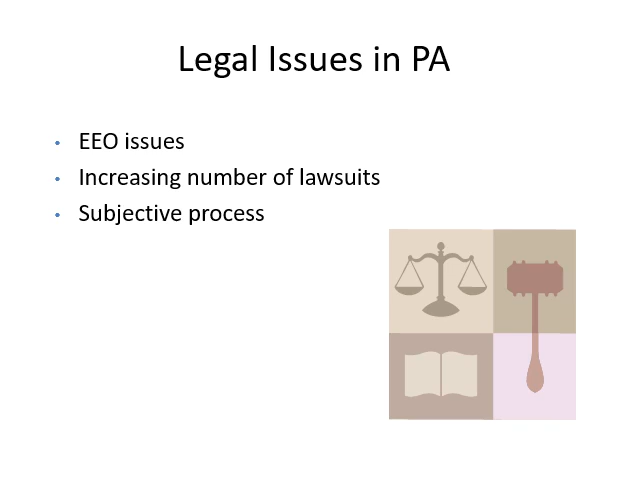 Legal Issues in PA
• EEO issues
• Increasing number of lawsuits
• Subjective process